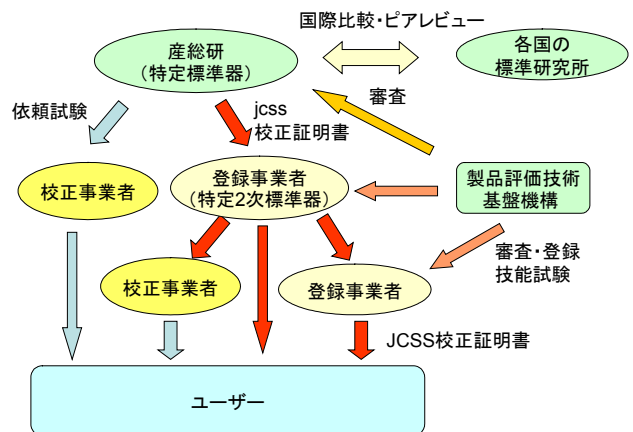 国際比較・ピアレビュー
産総研
(特定標準器)
各国の
標準研究所
依頼試験
jcss
校正証明書
審査
校正事業者
登録事業者
(特定2次標準器)
製品評価技術
基盤機構
校正事業者
登録事業者
審査・登録
技能試験
JCSS校正証明書
ユーザー